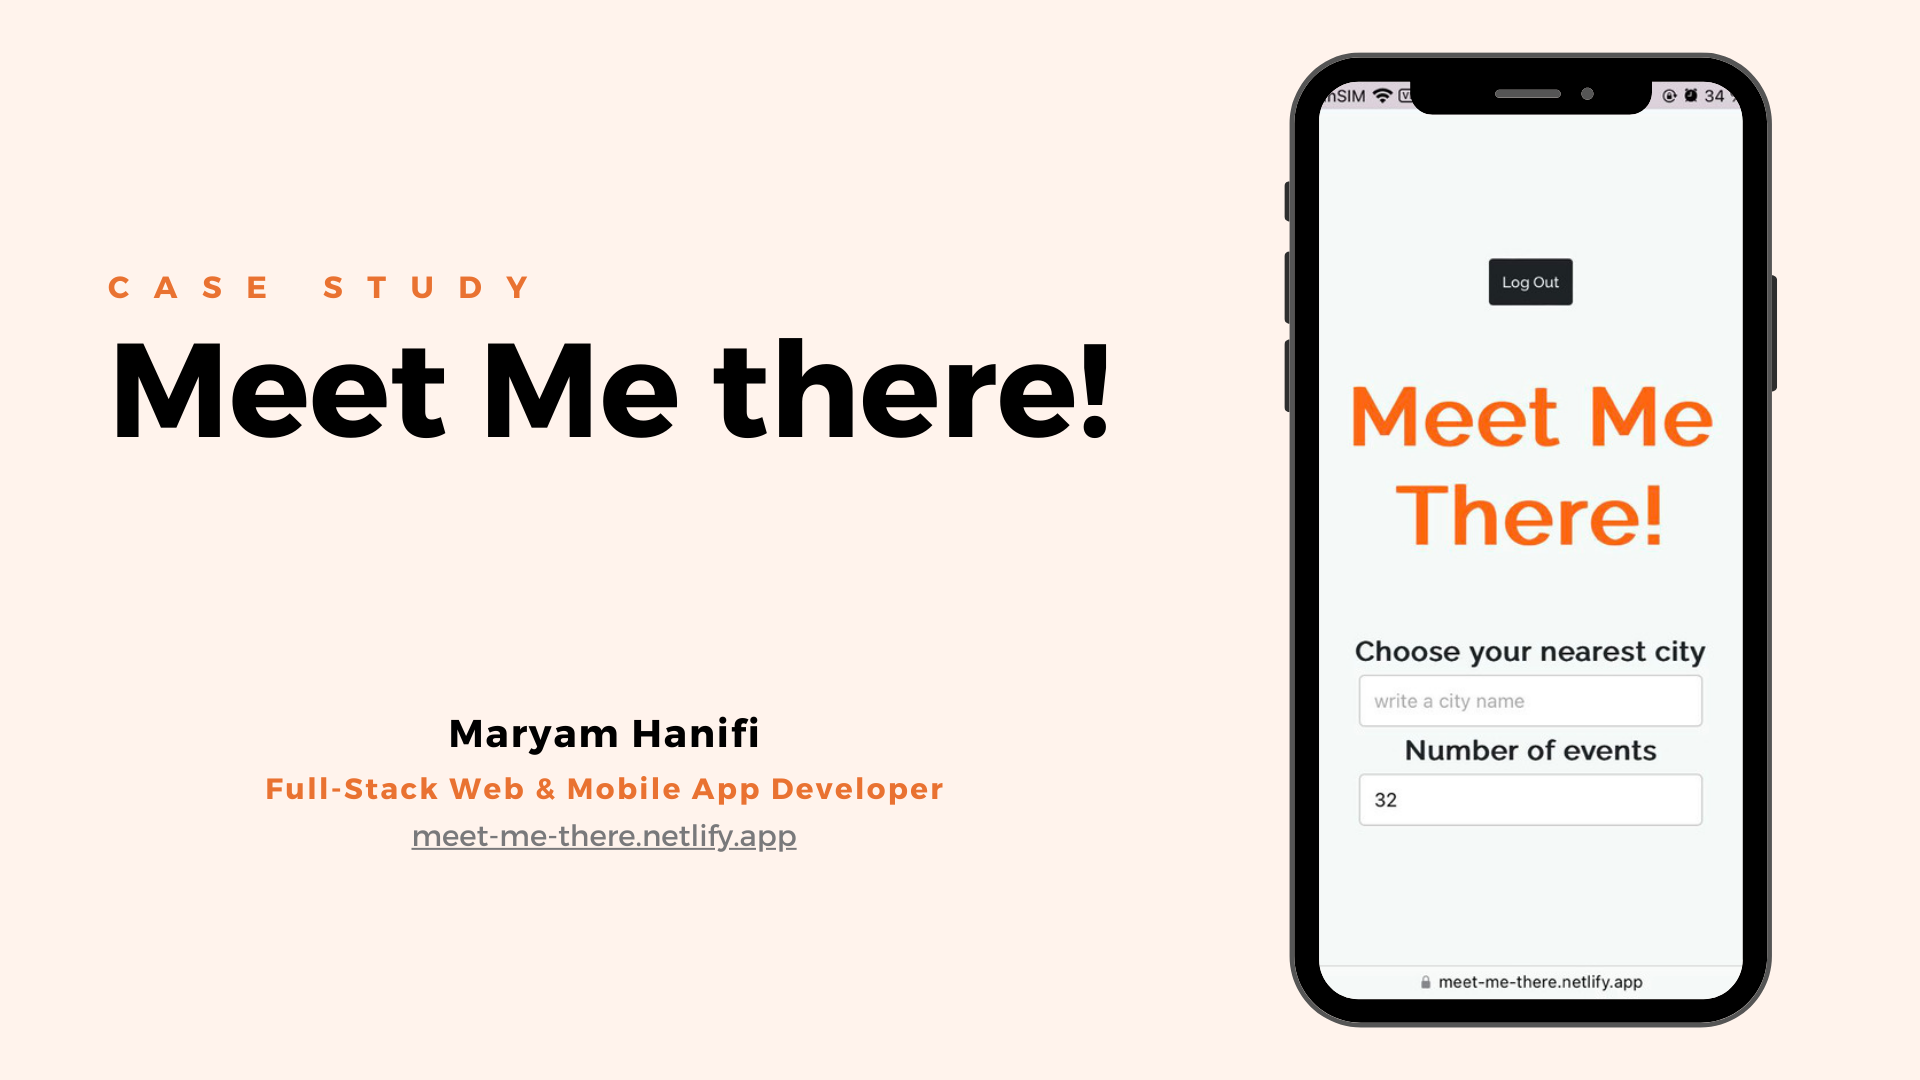 CASE STUDY
Meet Me there!
Maryam Hanifi
Full-Stack Web & Mobile App Developer
meet-me-there.netlify.app
34
Log Out
Meet Me
There!
Choose your nearest city
write a city name
Number of events
32
meet-me-there.netlify.app